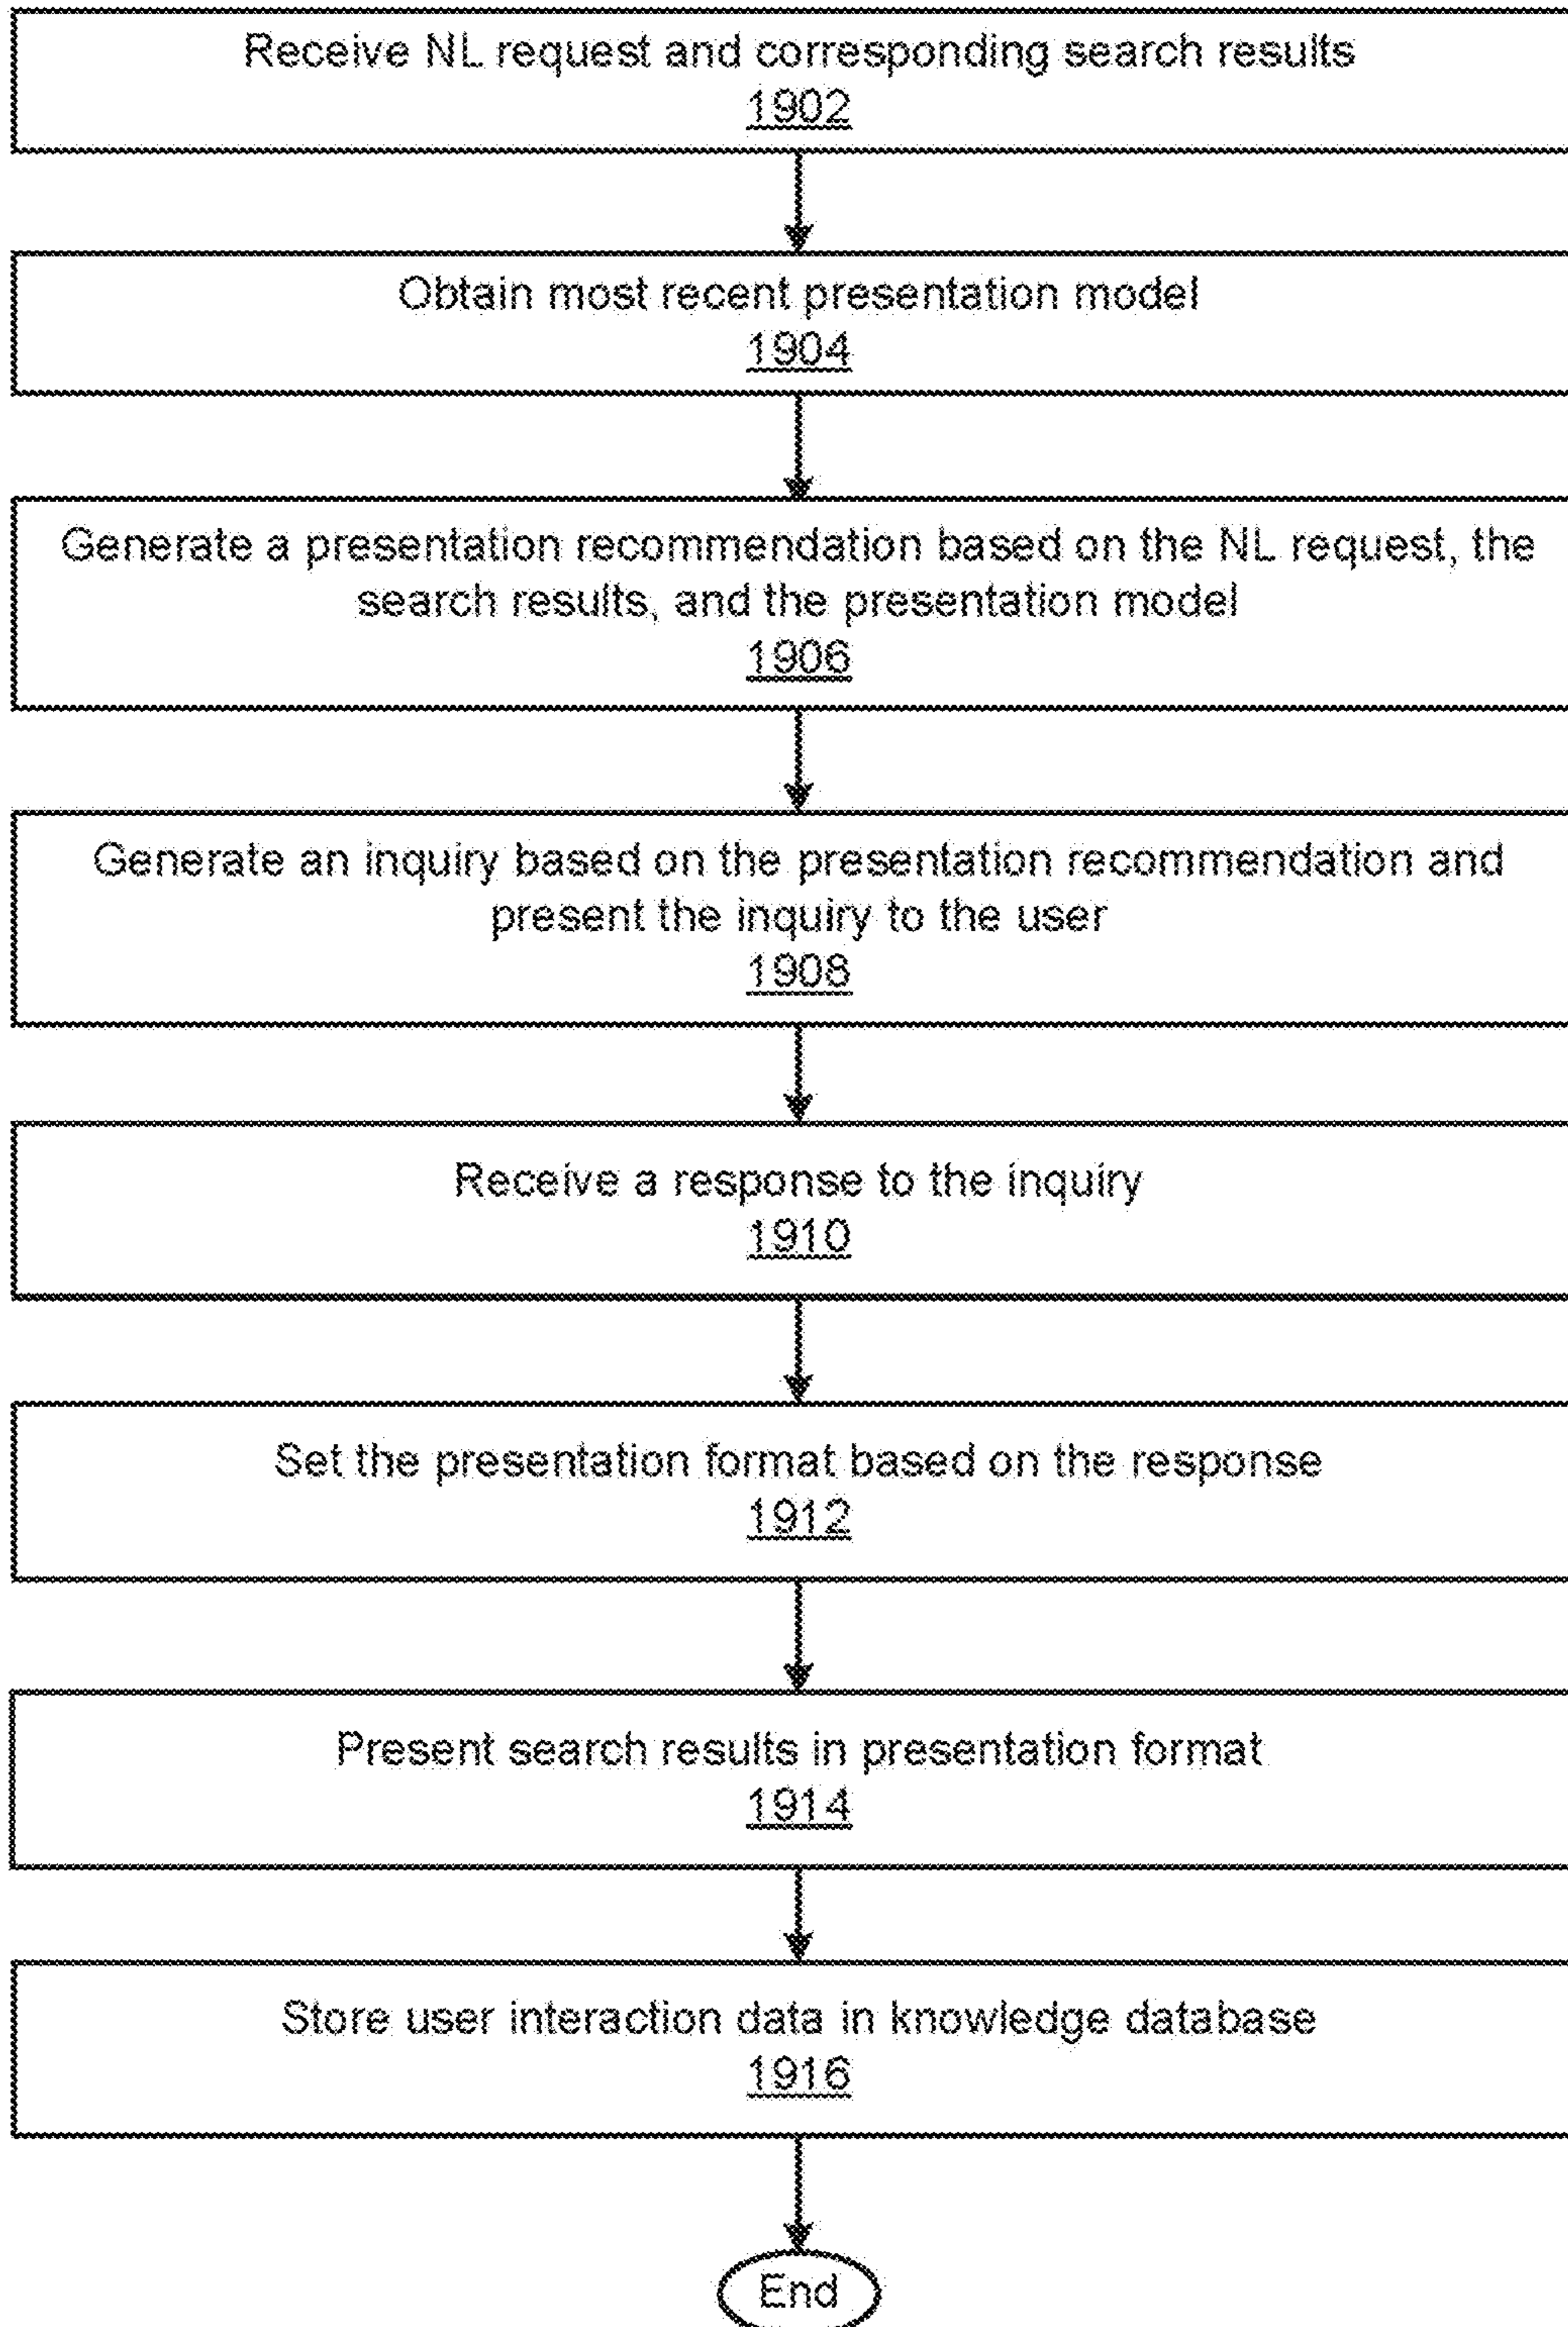 Receive NL request and corresponding search results
1902
Obtain most recent presentation model
1904
Generate a presentation recommendation based on the NL request, the
search results, and the presentation model
1906
Generate an inquiry based on the presentation recommendation and
present the inquiry to the user
1908
Receive a response to the inquiry
1910
Set the presentation format based on the response
1912
Present search results in presentation format
1914
Store user interaction data in knowledge database
1916
End